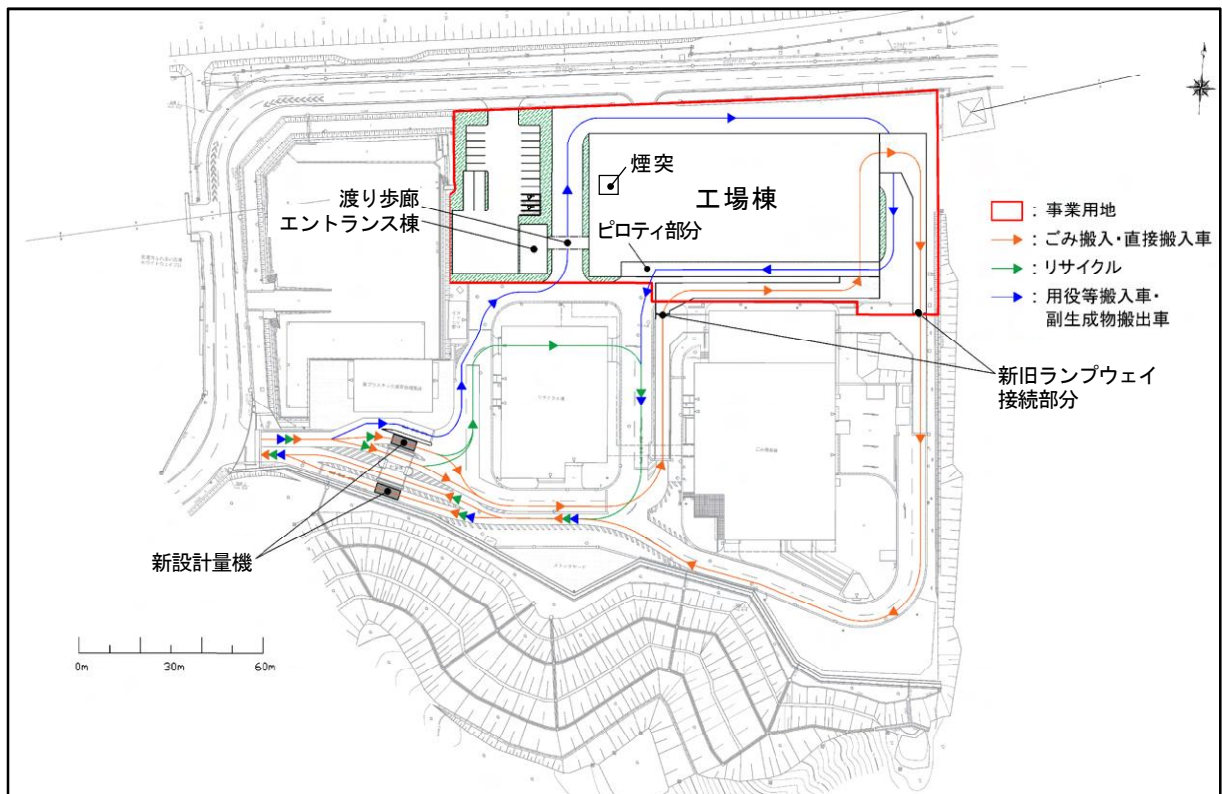 煙突
渡り歩廊
エントランス棟
工場棟
ピロティ部分
：事業用地
：ごみ搬入・直接搬入車
：リサイクル
：用役等搬入車・
副生成物搬出車
新旧ランプウェイ
接続部分
新設計量機
0m
30m
60m